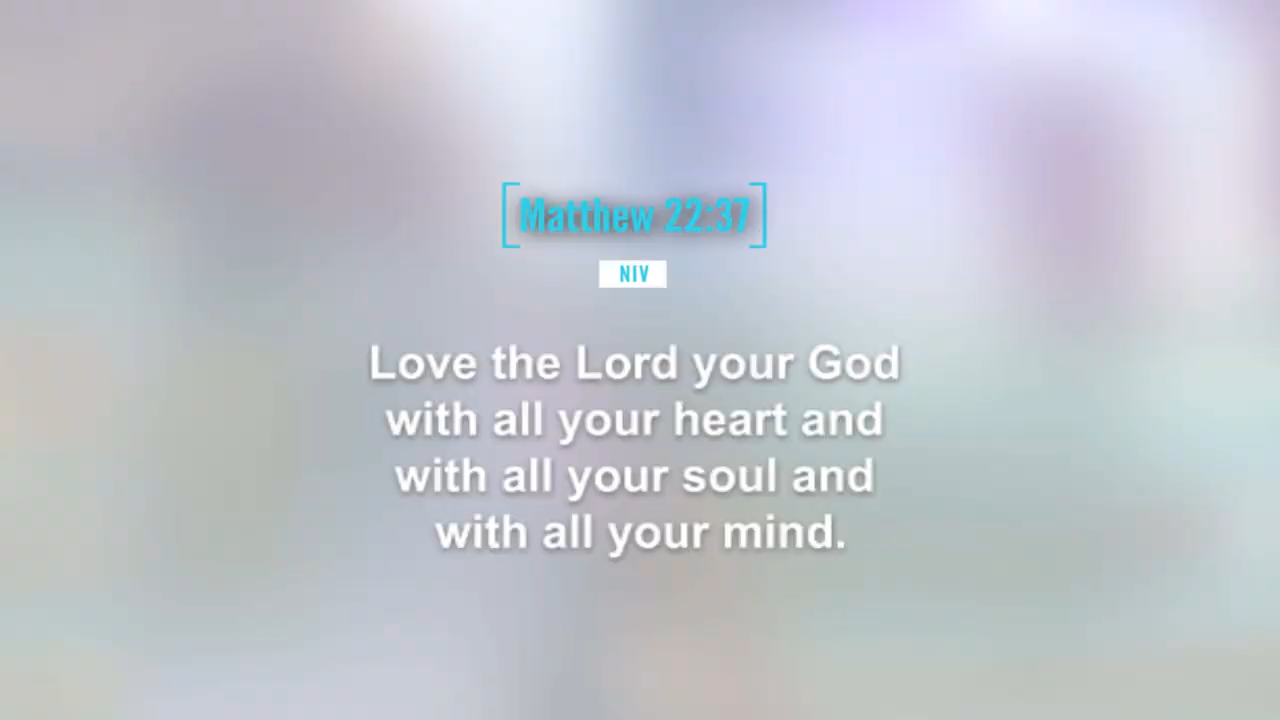 Matthew 22:37
NIV
Love the Lord your God
with all your heart and
with all your soul and
with all your mind.